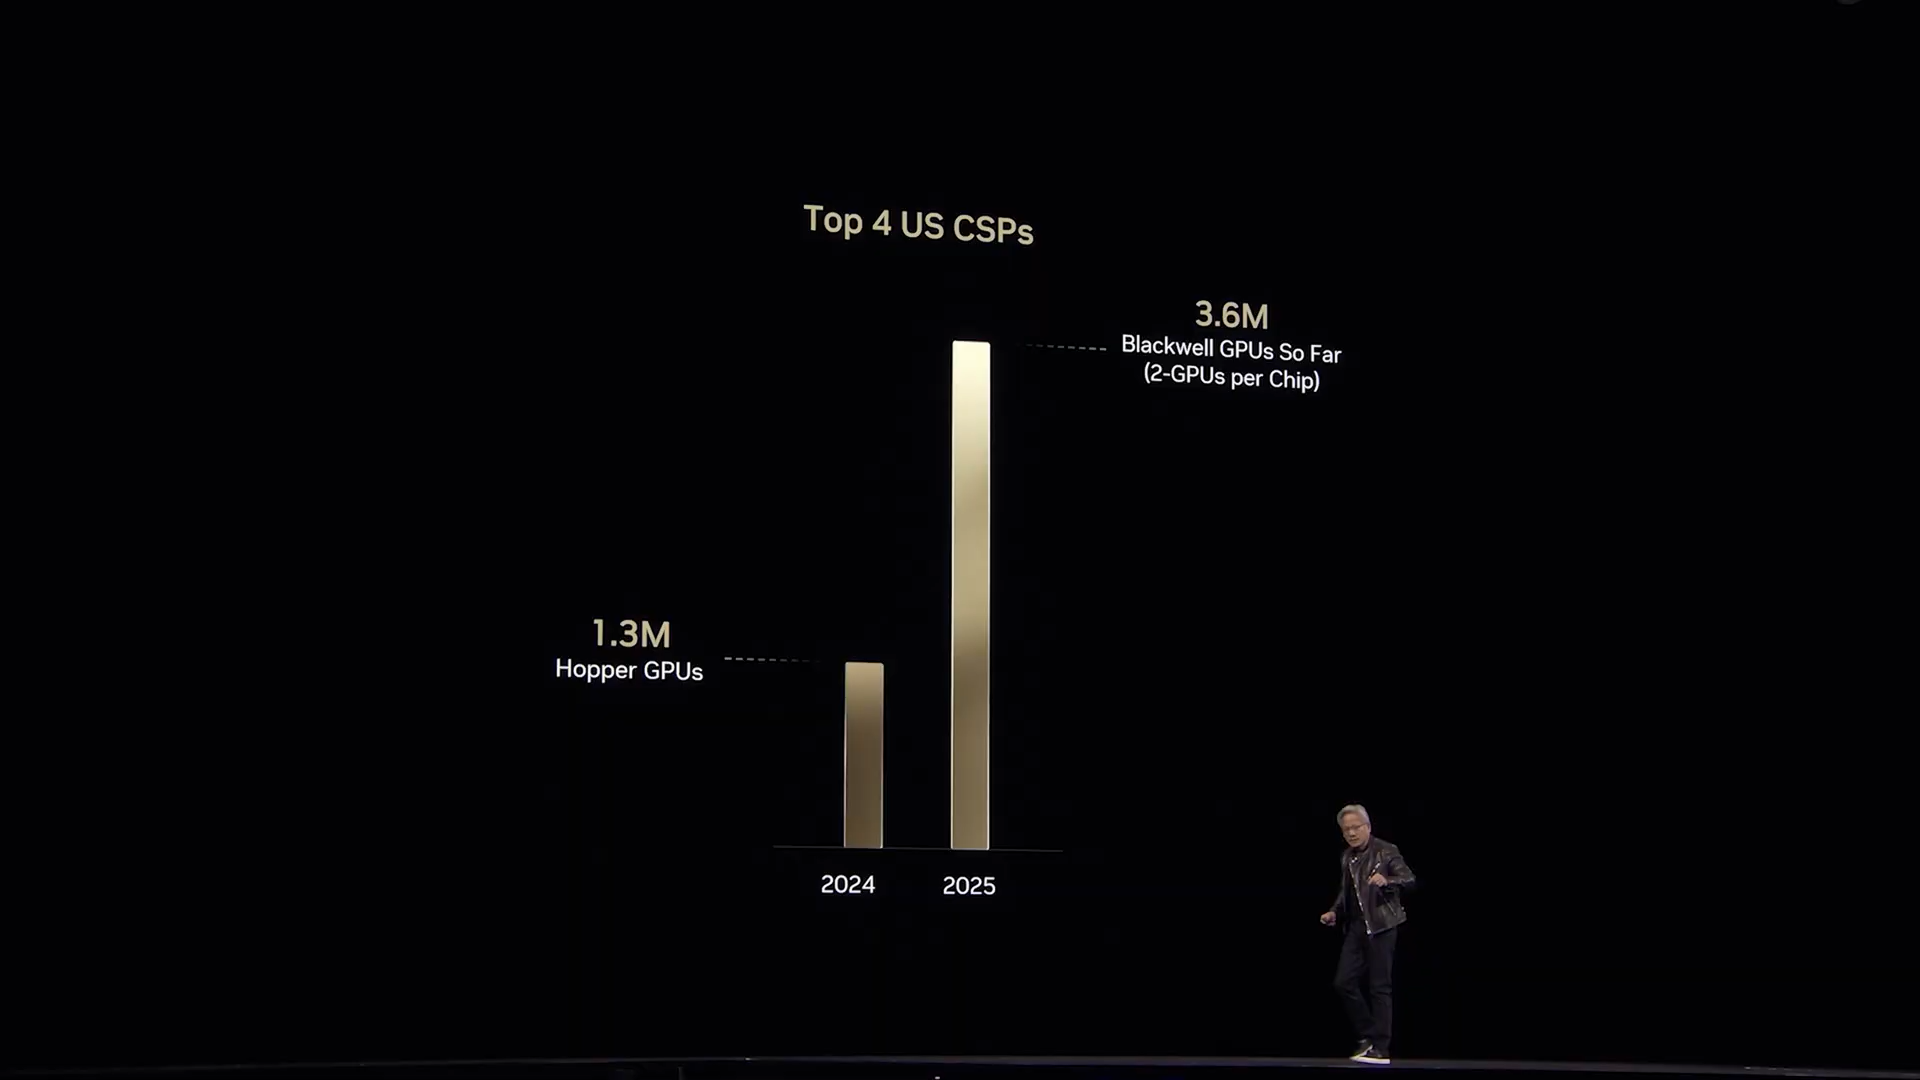 Top 4 US CSPs
3.6M
Blackwell GPUs So Far
(2-GPUs per Chip)
1.3M
Hopper GPUs
2024
2025